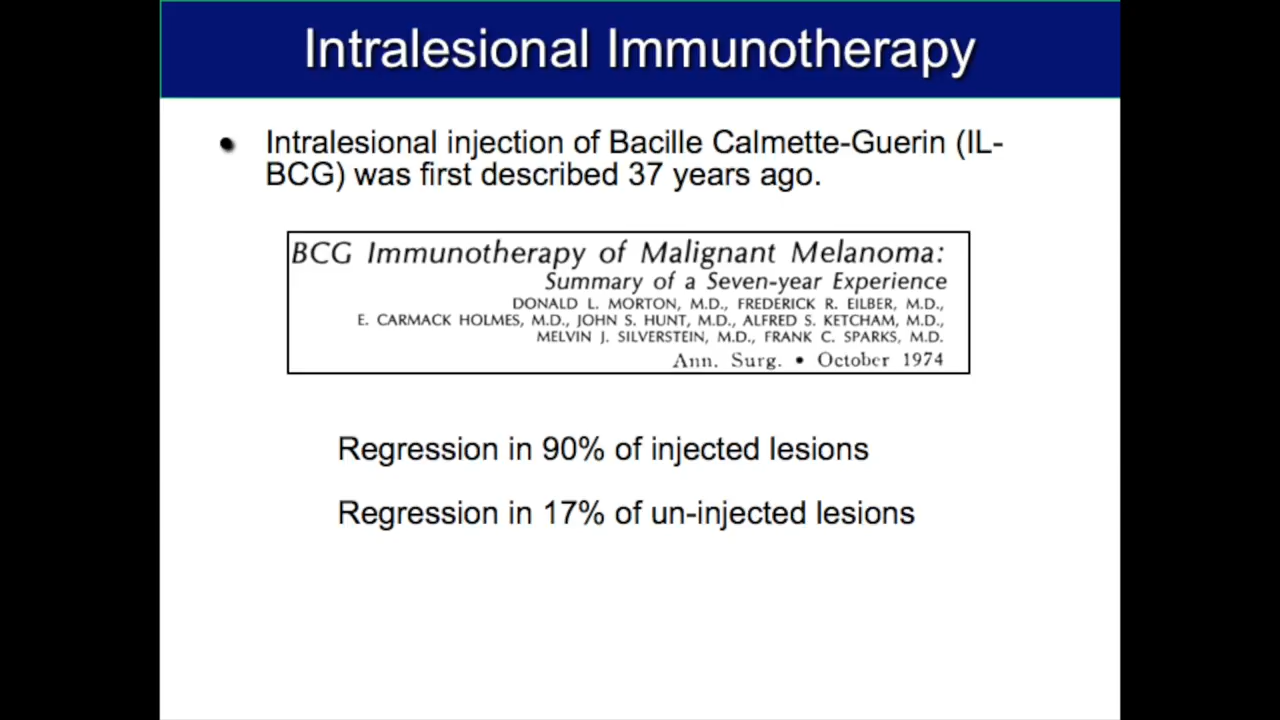 Intralesional Immunotherapy
• Intralesional injection of Bacille Calmette-Guerin (IL-
BCG) was first described 37 years ago.
BCG Immunotherapy of Malignant Melanoma:
Summary of a Seven-year Experience
DONALD L. MORTON, M.D., FREDERICK R. EILBER, M.D.,
E. CARMACK HOLMES, M.D., JOHN S. HUNT, M.D., ALFRED S. KETCHAM, M.D.,
MELVIN J. SILVERSTEIN, M.D., FRANK C. SPARKS, M.D.
Ann. Surg. • October 1974
Regression in 90% of injected lesions
Regression in 17% of un-injected lesions